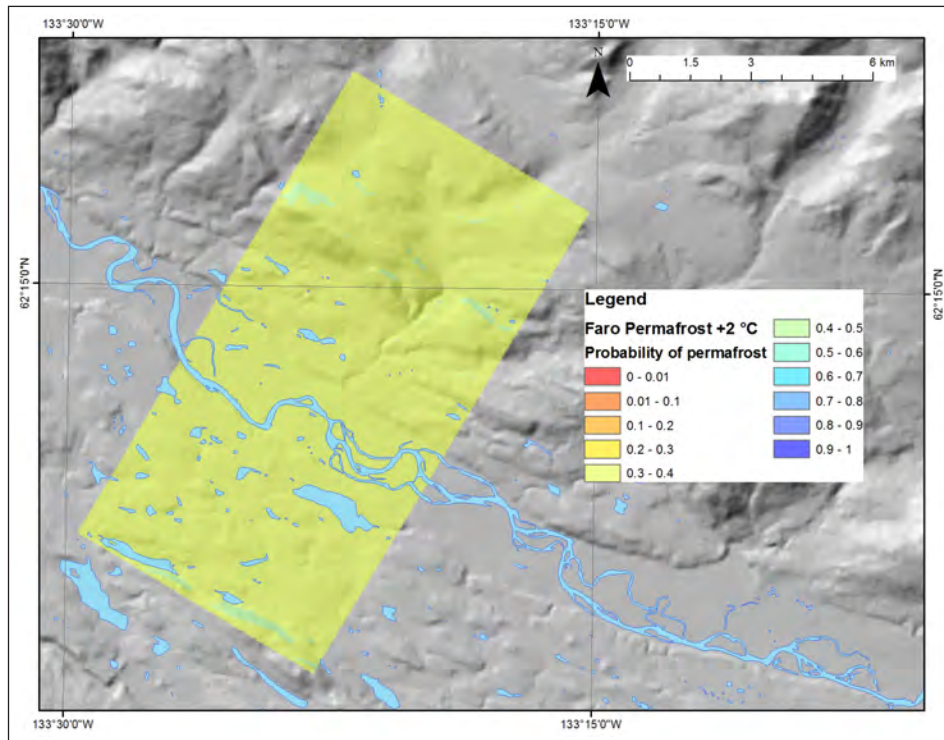 133°30'0"W
133°15'0"W
N
0
1.5
3
6 km
62°15'0"N
62°15'0"N
Legend
Faro Permafrost +2 °C
Probability of permafrost
0 - 0.01
0.01 - 0.1
0.1 - 0.2
0.2 - 0.3
0.3 - 0.4
0.4 - 0.5
0.5 - 0.6
0.6 - 0.7
0.7 - 0.8
0.8 - 0.9
0.9 - 1
133°30'0"W
133°15'0"W